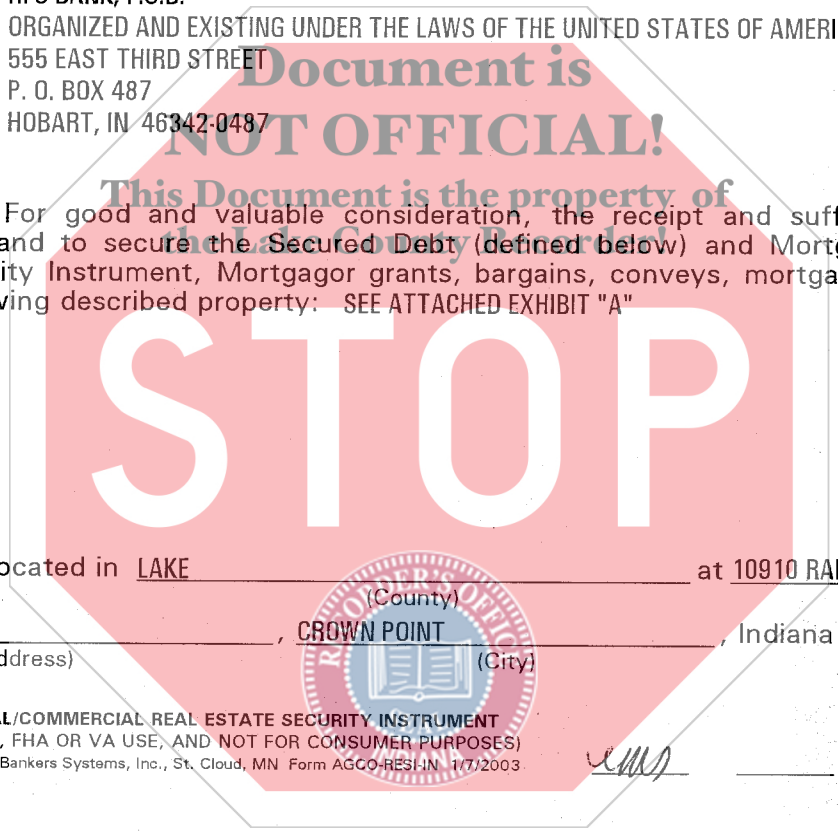 ORGANIZED AND EXISTING UNDER THE LAWS OF THE UNITED STATES OF AMERI
555 EAST THIRD STREET
P. O. BOX 487
HOBART, IN 46342-0487
Document is
NOT OFFICIAL!
This Document is the property of
the Lake County Recorder!
For good and valuable consideration, the receipt and suff
and to secure the Secured Debt (defined below) and Mortg
ity Instrument, Mortgagor grants, bargains, conveys, mortga
ving described property: SEE ATTACHED EXHIBIT "A"
STOP
ocated in LAKE at 10910 RA
(County)
, CROWN POINT , Indiana
ddress) (City)
RECORDER'S OFFICE
SEAL
INDIANA
L/COMMERCIAL REAL ESTATE SECURITY INSTRUMENT
, FHA OR VA USE, AND NOT FOR CONSUMER PURPOSES)
Bankers Systems, Inc., St. Cloud, MN Form AGCO-RESI-IN 1/7/2003